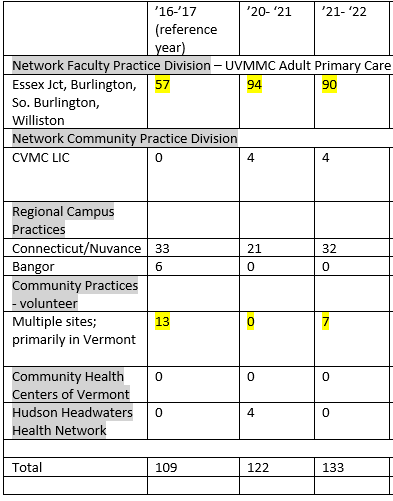 ’16-’17 ’20- ‘21 ’21- ‘22
(reference
year)
Network Faculty Practice Division – UVMMC Adult Primary Care
Essex Jct, Burlington, 57 94 90
So. Burlington,
Williston
Network Community Practice Division
CVMC LIC 0 4 4
Regional Campus
Practices
Connecticut/Nuvance 33 21 32
Bangor 6 0 0
Community Practices
- volunteer
Multiple sites; 13 0 7
primarily in Vermont
Community Health 0 0 0
Centers of Vermont
Hudson Headwaters 0 4 0
Health Network
Total 109 122 133